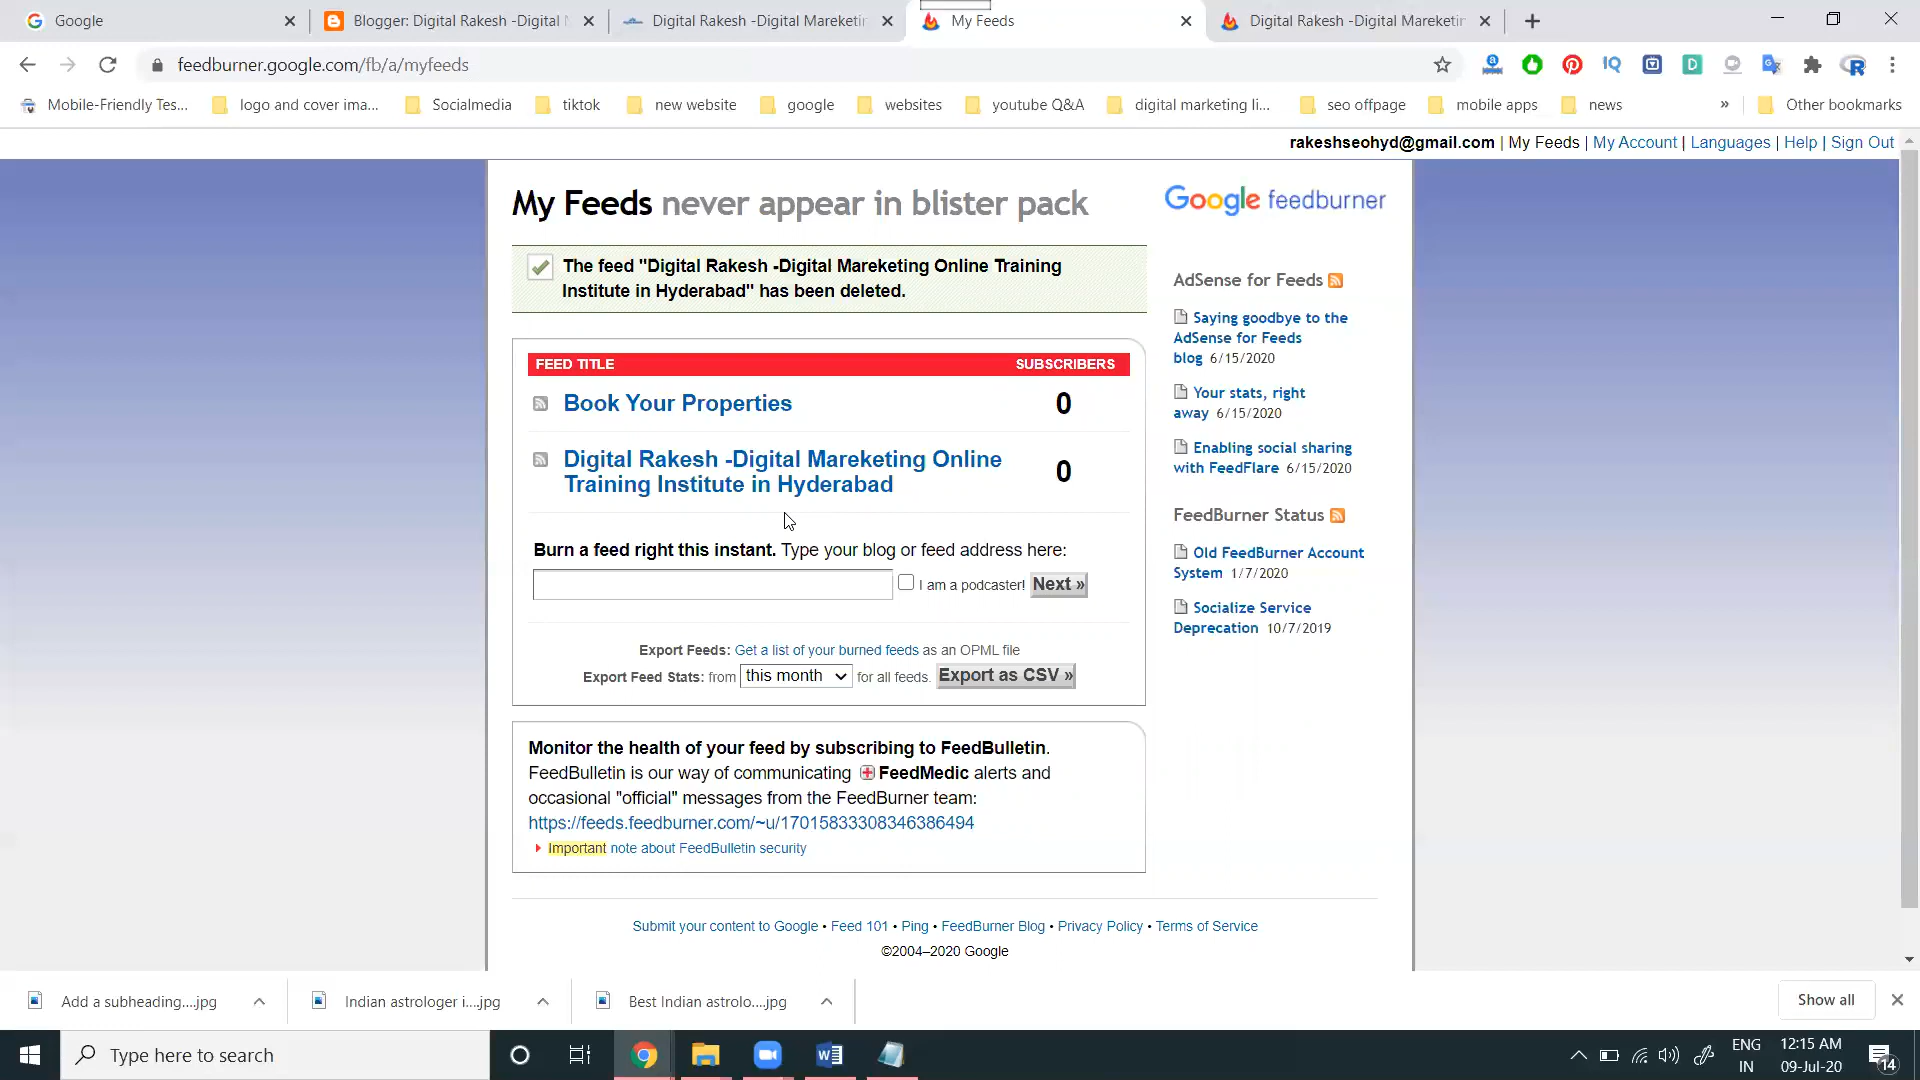 Google
Blogger: Digital Rakesh -Digital
Digital Rakesh -Digital Mareketin
My Feeds
Digital Rakesh -Digital Mareketin
feedburner.google.com/fb/a/myfeeds
Mobile-Friendly Tes...
logo and cover ima...
Socialmedia
tiktok
new website
google
websites
youtube Q&A
digital marketing li...
seo offpage
mobile apps
news
»
Other bookmarks
rakeshseohyd@gmail.com | My Feeds | My Account | Languages | Help | Sign Out
My Feeds never appear in blister pack
Google feedburner
The feed "Digital Rakesh -Digital Mareketing Online Training
Institute in Hyderabad" has been deleted.
FEED TITLE SUBSCRIBERS
Book Your Properties 0
Digital Rakesh -Digital Mareketing Online
Training Institute in Hyderabad
0
Burn a feed right this instant. Type your blog or feed address here:
I am a podcaster! Next »
Export Feeds: Get a list of your burned feeds as an OPML file
Export Feed Stats: from this month for all feeds. Export as CSV »
Monitor the health of your feed by subscribing to FeedBulletin.
FeedBulletin is our way of communicating FeedMedic alerts and
occasional "official" messages from the FeedBurner team:
https://feeds.feedburner.com/~u/17015833308346386494
Important note about FeedBulletin security
AdSense for Feeds
Saying goodbye to the
AdSense for Feeds
blog 6/15/2020
Your stats, right
away 6/15/2020
Enabling social sharing
with FeedFlare 6/15/2020
FeedBurner Status
Old FeedBurner Account
System 1/7/2020
Socialize Service
Deprecation 10/7/2019
Submit your content to Google • Feed 101 • Ping • FeedBurner Blog • Privacy Policy • Terms of Service
©2004–2020 Google
Add a subheading....jpg
Indian astrologer i....jpg
Best Indian astrolo....jpg
Show all
Type here to search
ENG
IN
12:15 AM
09-Jul-20
14